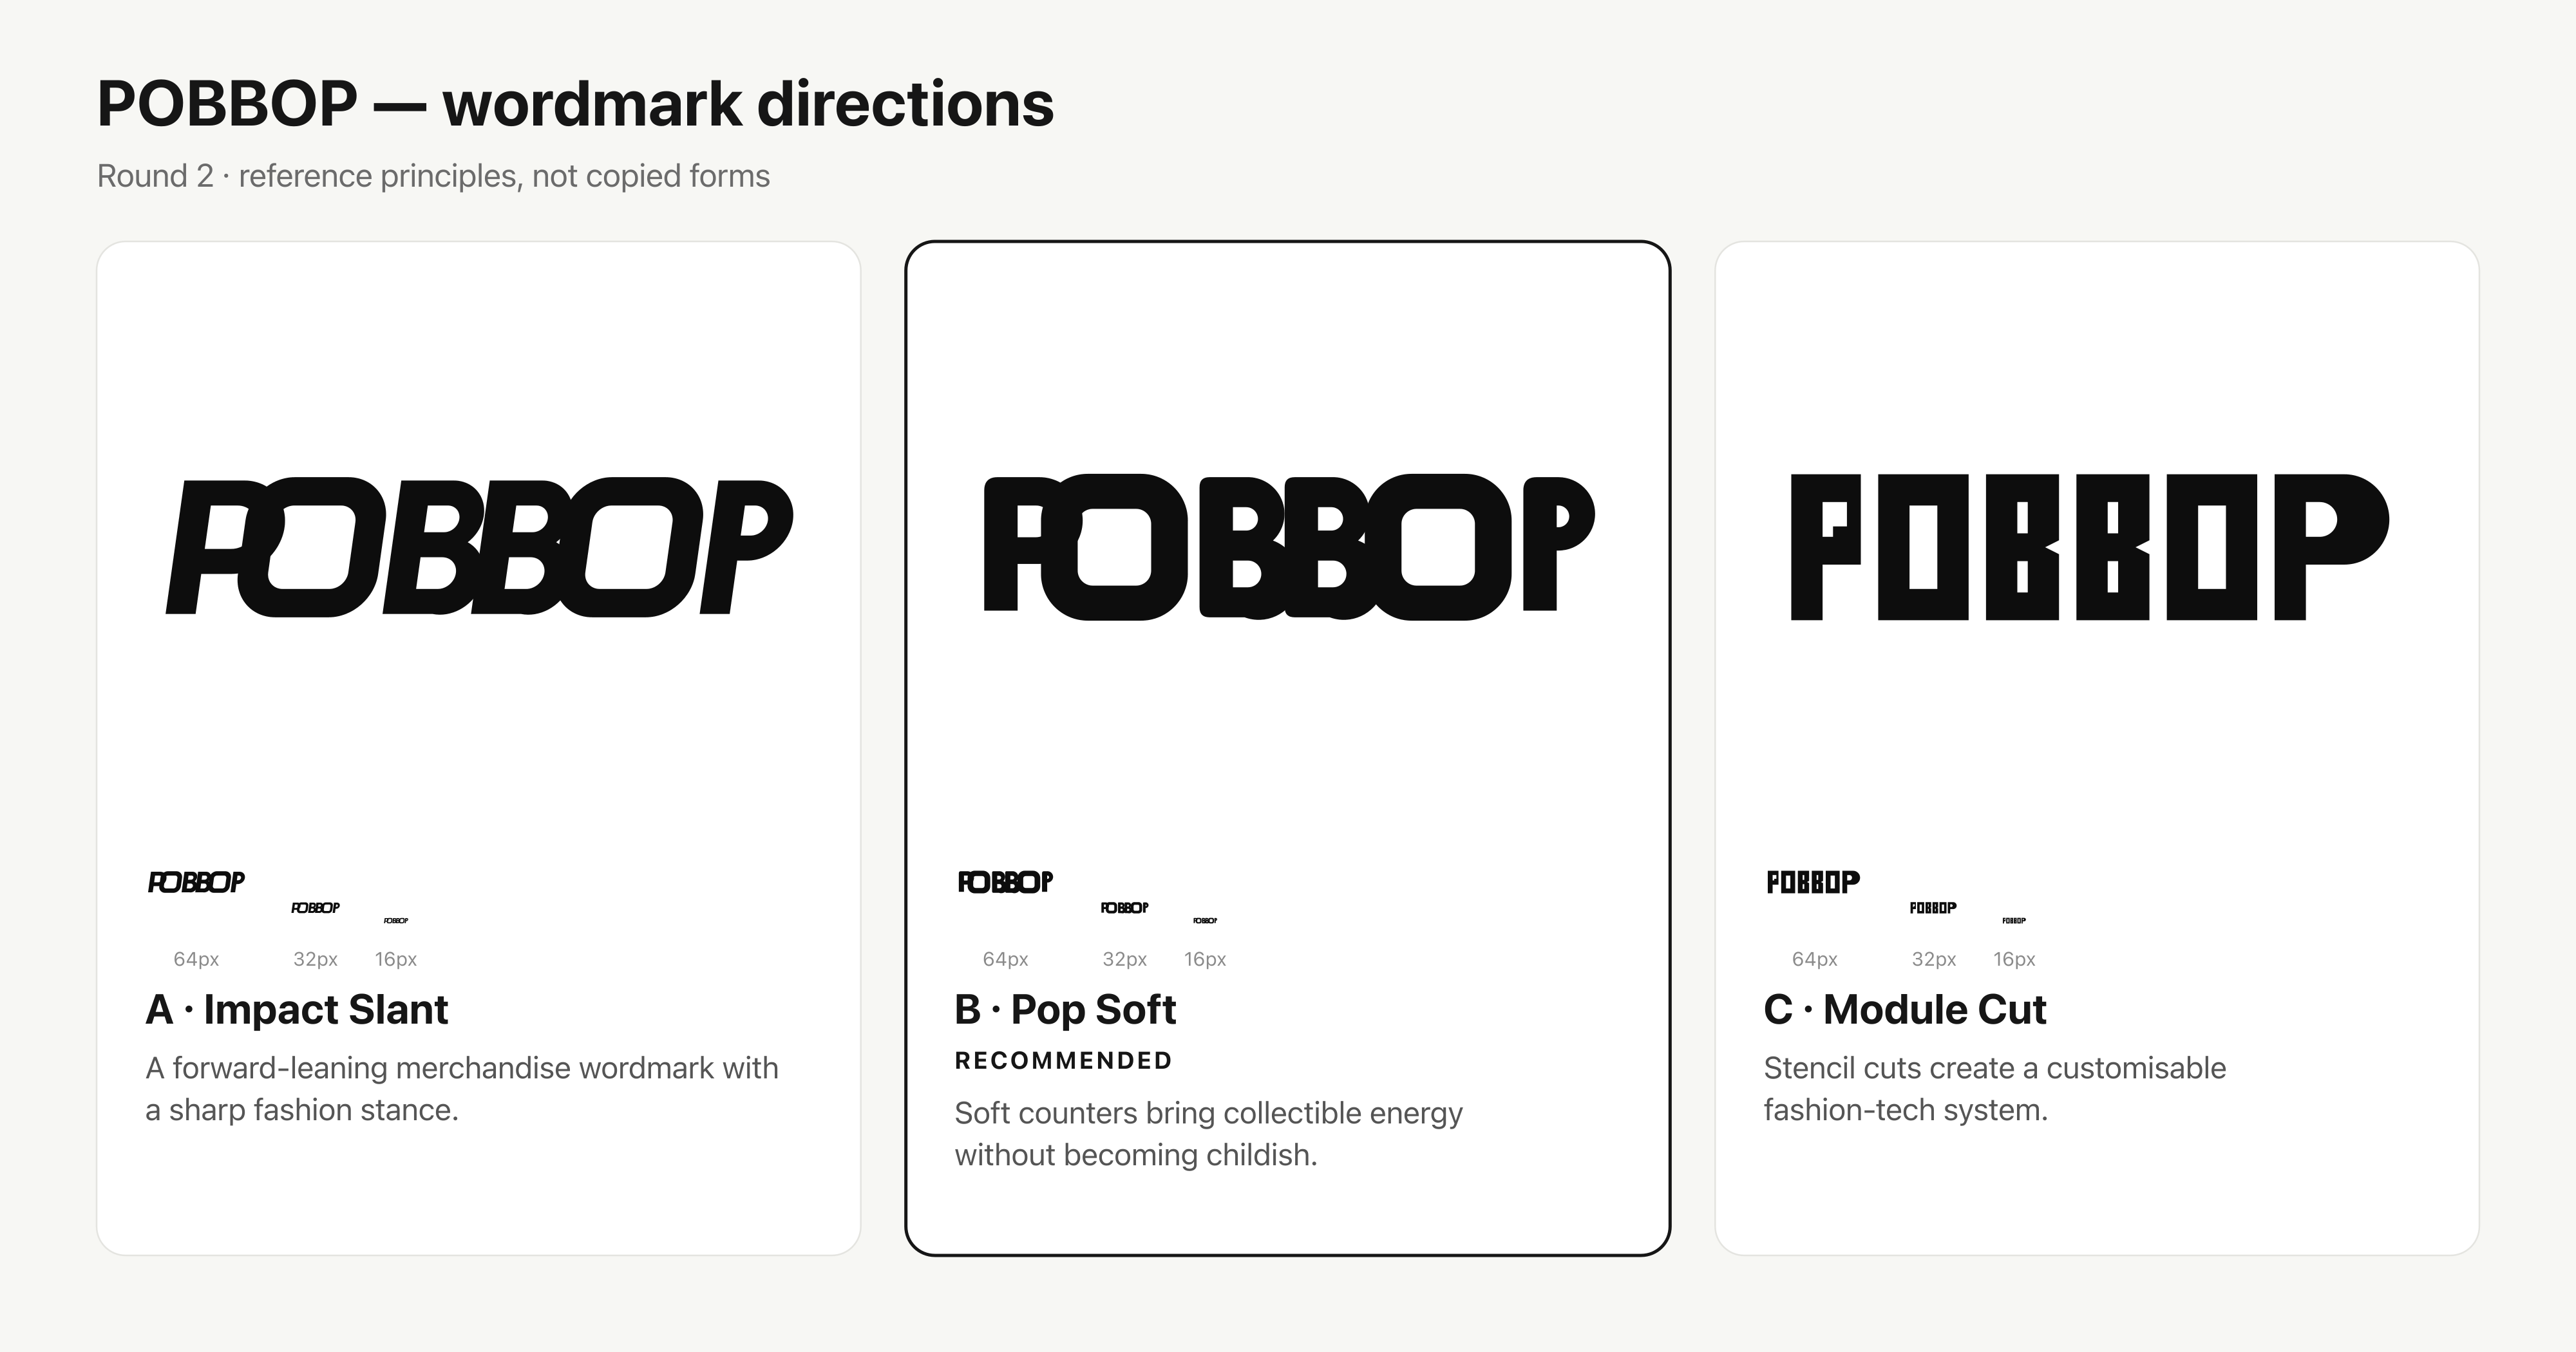 POBBOP — wordmark directions
Round 2 · reference principles, not copied forms
POBBOP
POBBOP POBBOP POBBOP
64px 32px 16px
A · Impact Slant
A forward-leaning merchandise wordmark with
a sharp fashion stance.
POBBOP
POBBOP POBBOP POBBOP
64px 32px 16px
B · Pop Soft
RECOMMENDED
Soft counters bring collectible energy
without becoming childish.
POBBOP
POBBOP POBBOP POBBOP
64px 32px 16px
C · Module Cut
Stencil cuts create a customisable
fashion-tech system.